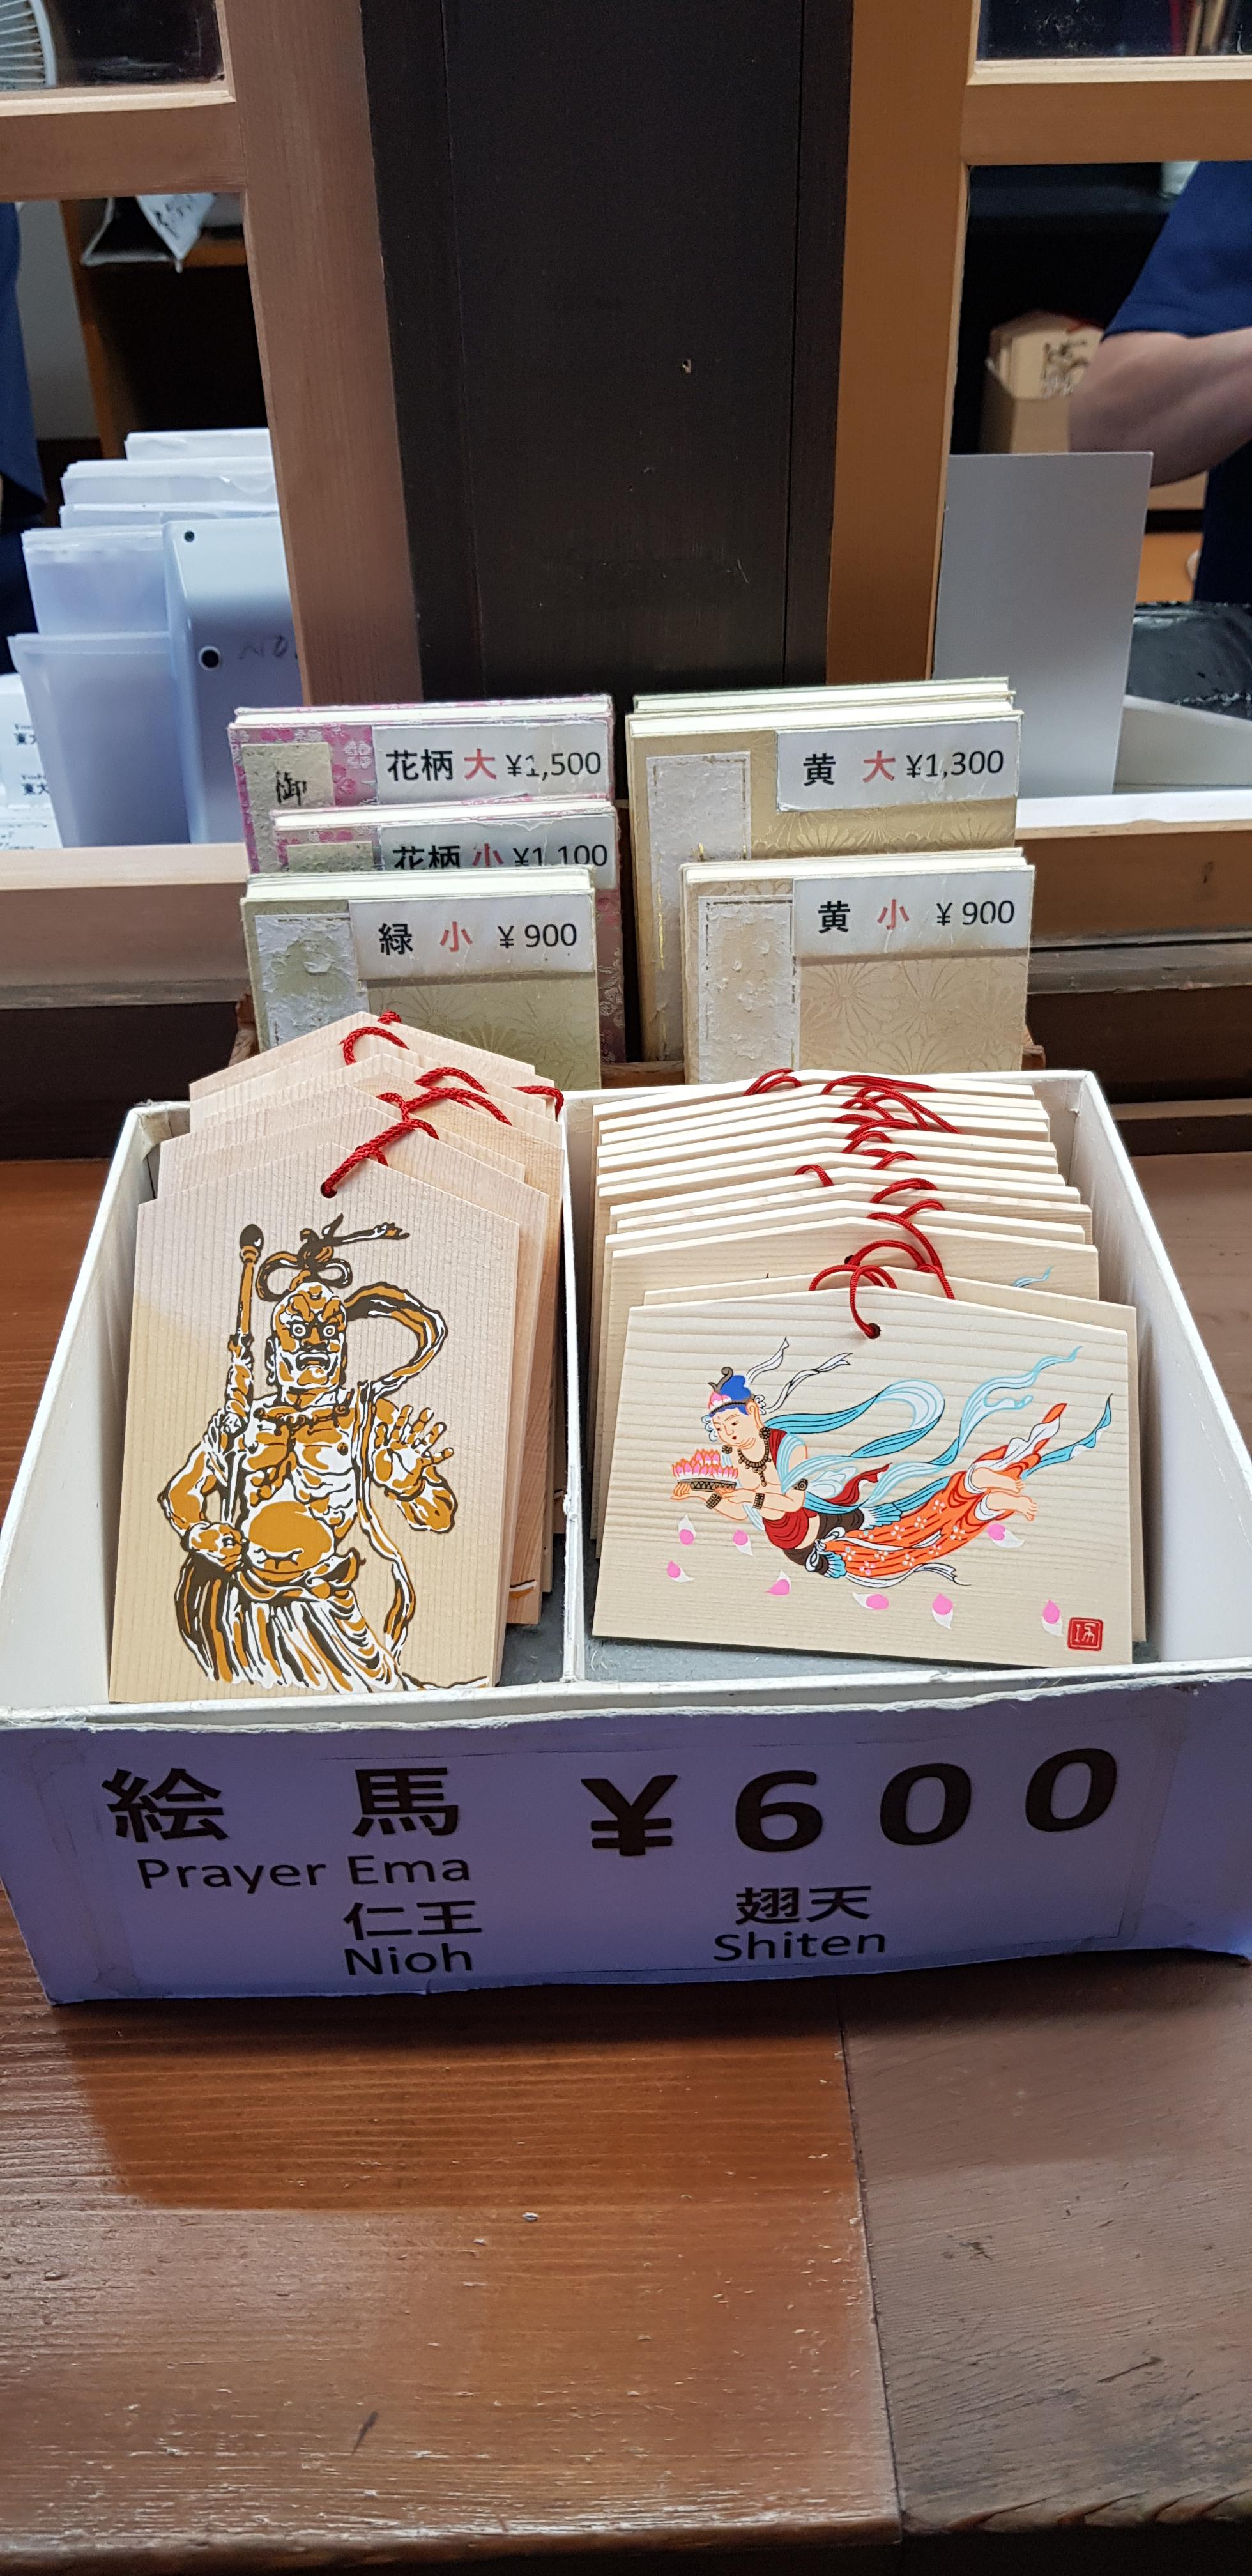 NO.
花柄 大 ¥1,500
御
花柄 小 ¥1,100
緑 小 ¥900
黄 大 ¥1,300
黄 小 ¥900
絵馬 ¥600
Prayer Ema
仁王 翅天
Nioh Shiten